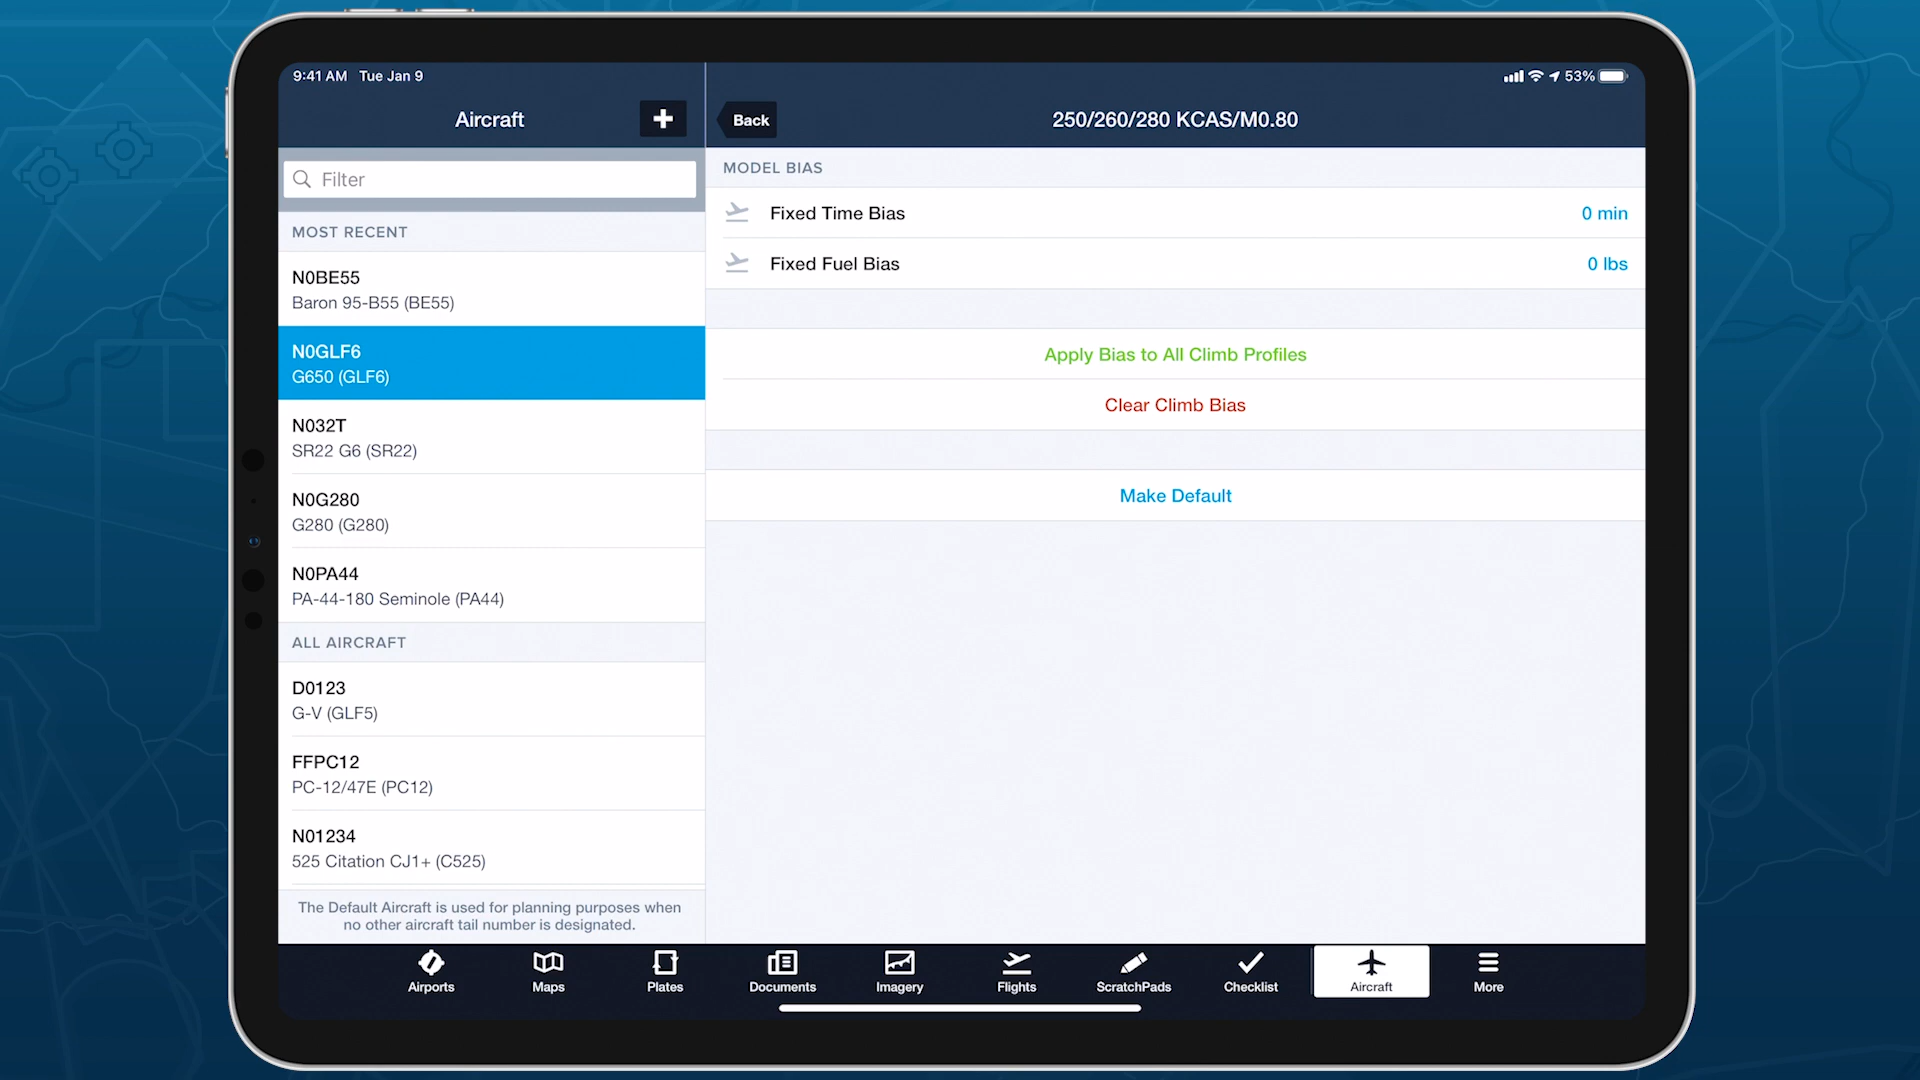 9:41 AM Tue Jan 9
53%
Aircraft
Back
250/260/280 KCAS/M0.80
Filter
MODEL BIAS
Fixed Time Bias
0 min
Fixed Fuel Bias
0 lbs
Apply Bias to All Climb Profiles
Clear Climb Bias
Make Default
MOST RECENT
N0BE55
Baron 95-B55 (BE55)
N0GLF6
G650 (GLF6)
N032T
SR22 G6 (SR22)
N0G280
G280 (G280)
N0PA44
PA-44-180 Seminole (PA44)
ALL AIRCRAFT
D0123
G-V (GLF5)
FFPC12
PC-12/47E (PC12)
N01234
525 Citation CJ1+ (C525)
The Default Aircraft is used for planning purposes when
no other aircraft tail number is designated.
Airports
Maps
Plates
Documents
Imagery
Flights
ScratchPads
Checklist
Aircraft
More